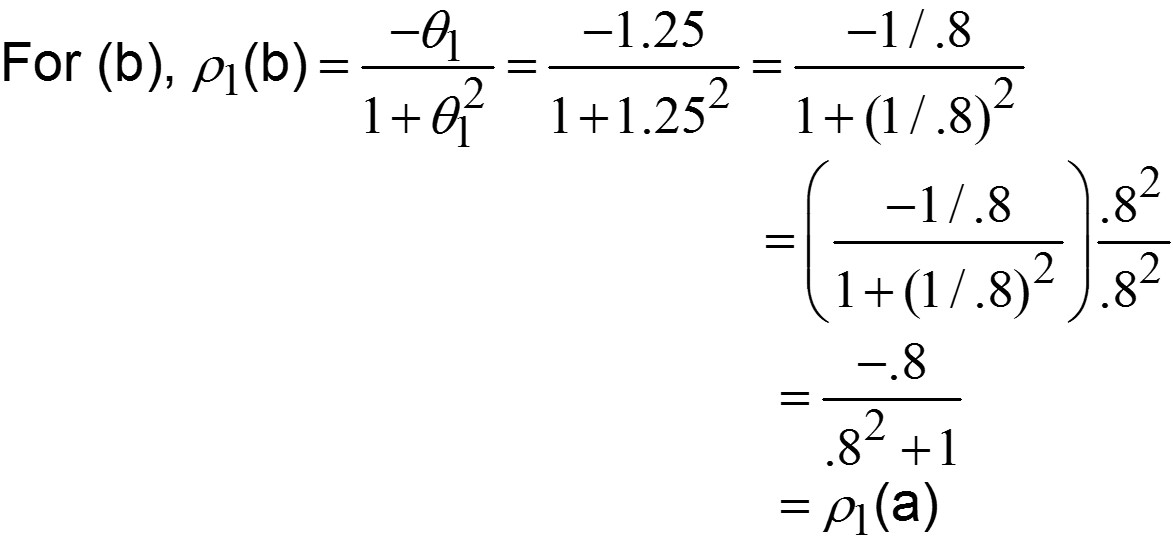 For (b), ρ₁(b) = −θ₁ / (1 + θ₁²) = −1.25 / (1 + 1.25²) = (−1 / .8) / (1 + (1 / .8)²)
= ((−1 / .8) / (1 + (1 / .8)²)) .8² / .8²
= −.8 / (.8² + 1)
= ρ₁(a)